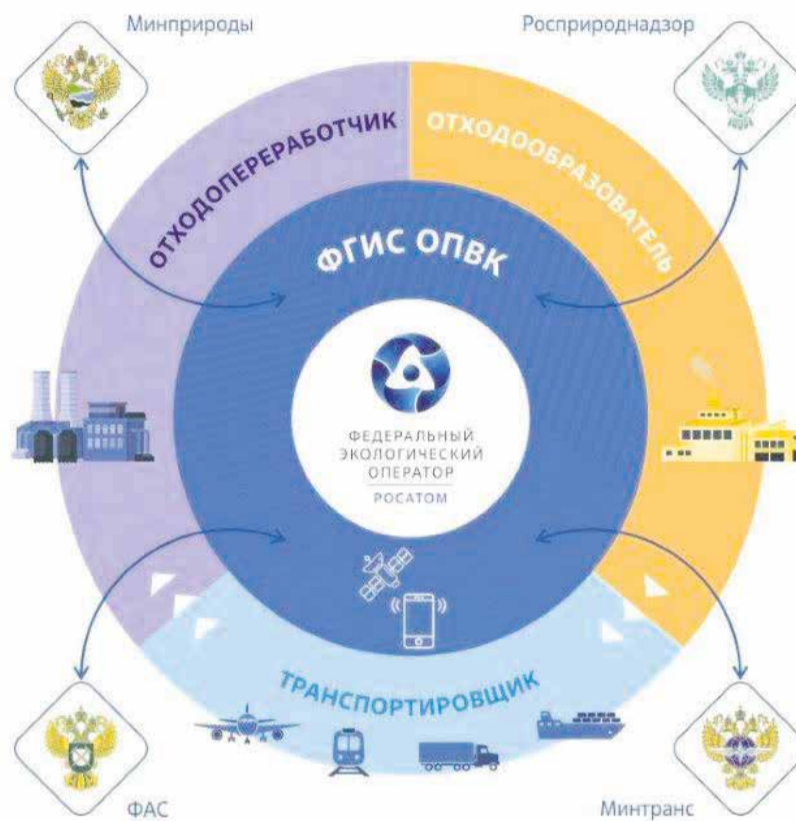 Минприроды
Росприроднадзор
ОТХОДОПЕРЕРАБОТЧИК
ОТХОДООБРАЗОВАТЕЛЬ
ФГИС ОПВК
ФЕДЕРАЛЬНЫЙ
ЭКОЛОГИЧЕСКИЙ
ОПЕРАТОР
РОСАТОМ
ТРАНСПОРТИРОВЩИК
ФАС
Минтранс